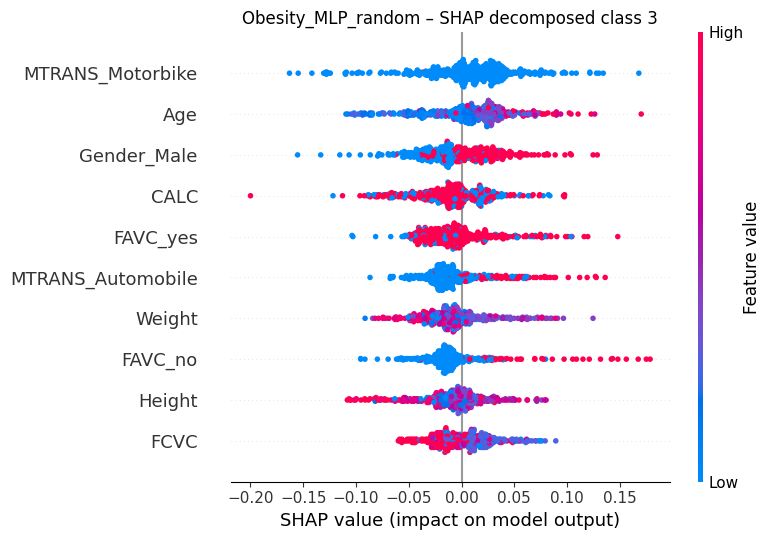 Obesity_MLP_random – SHAP decomposed class 3
High
MTRANS_Motorbike
Age
Gender_Male
CALC
FAVC_yes
MTRANS_Automobile
Weight
FAVC_no
Height
FCVC
Feature value
Low
−0.20 −0.15 −0.10 −0.05 0.00 0.05 0.10 0.15
SHAP value (impact on model output)